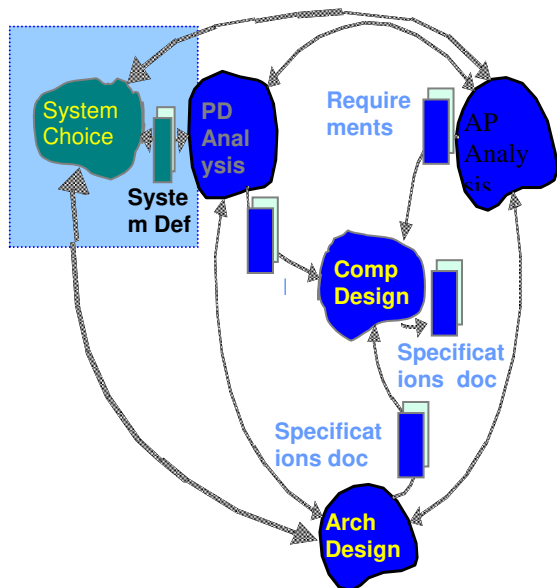 System
Choice
PD
Anal
ysis
Syste
m Def
Require
ments
AP
Analy
sis
Comp
Design
Specificat
ions doc
Specificat
ions doc
Arch
Design